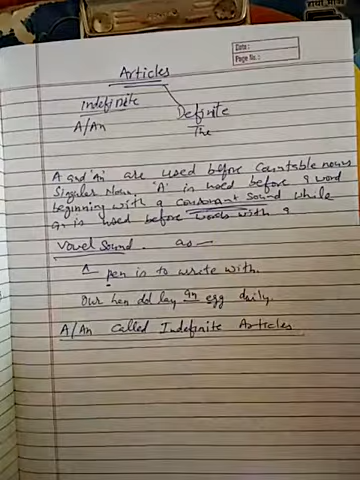 Date:
Page No.:
Articles
Indefinite
Definite
A/An
The
A and 'An' are used before Countable nouns
Singular Noun. 'A' is used before a word
beginning with a consonant sound while
an is used before words with a
Vowel Sound. as —
A pen is to write with.
Our hen did lay an egg daily.
A/An called Indefinite Articles